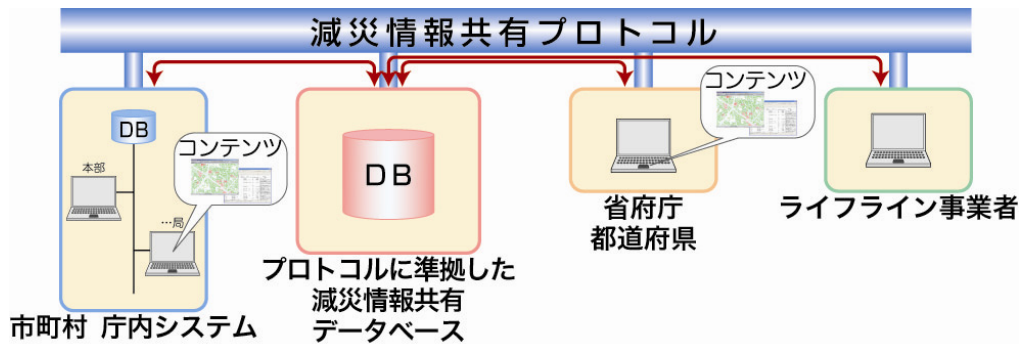 減災情報共有プロトコル
DB
本部
…局
コンテンツ
市町村 庁内システム
DB
プロトコルに準拠した
減災情報共有
データベース
コンテンツ
省府庁
都道府県
ライフライン事業者